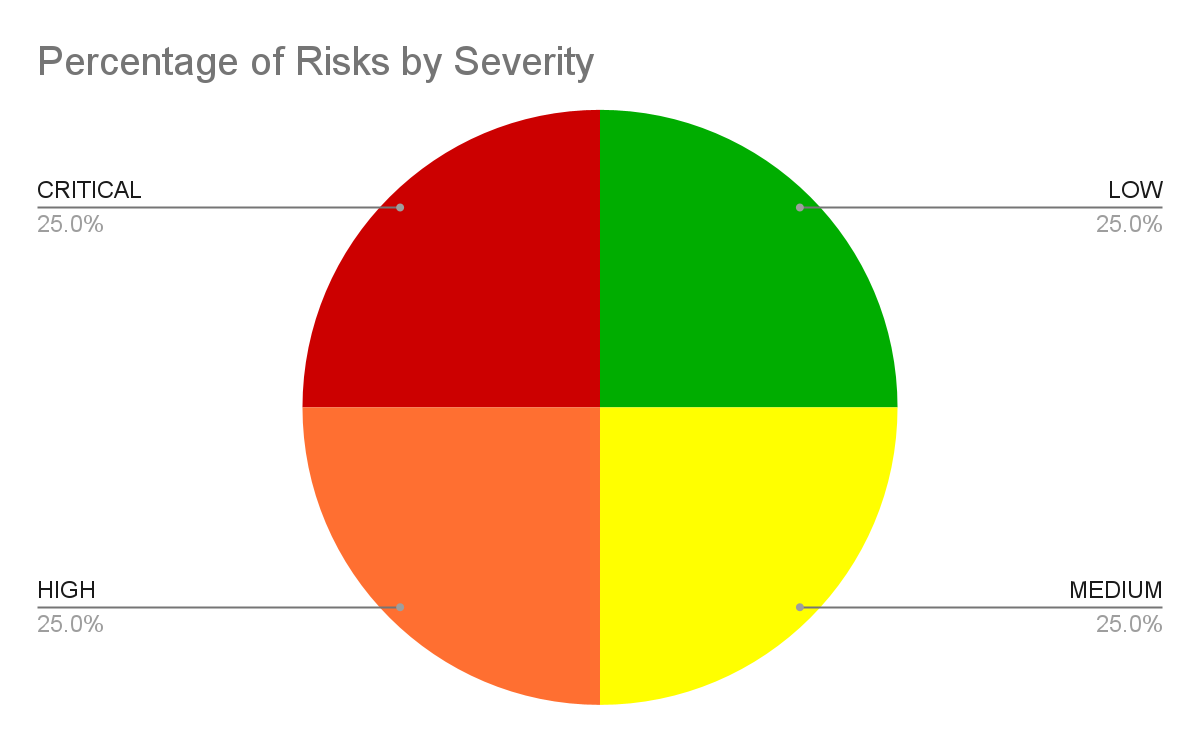 Percentage of Risks by Severity
CRITICAL
25.0%
LOW
25.0%
HIGH
25.0%
MEDIUM
25.0%